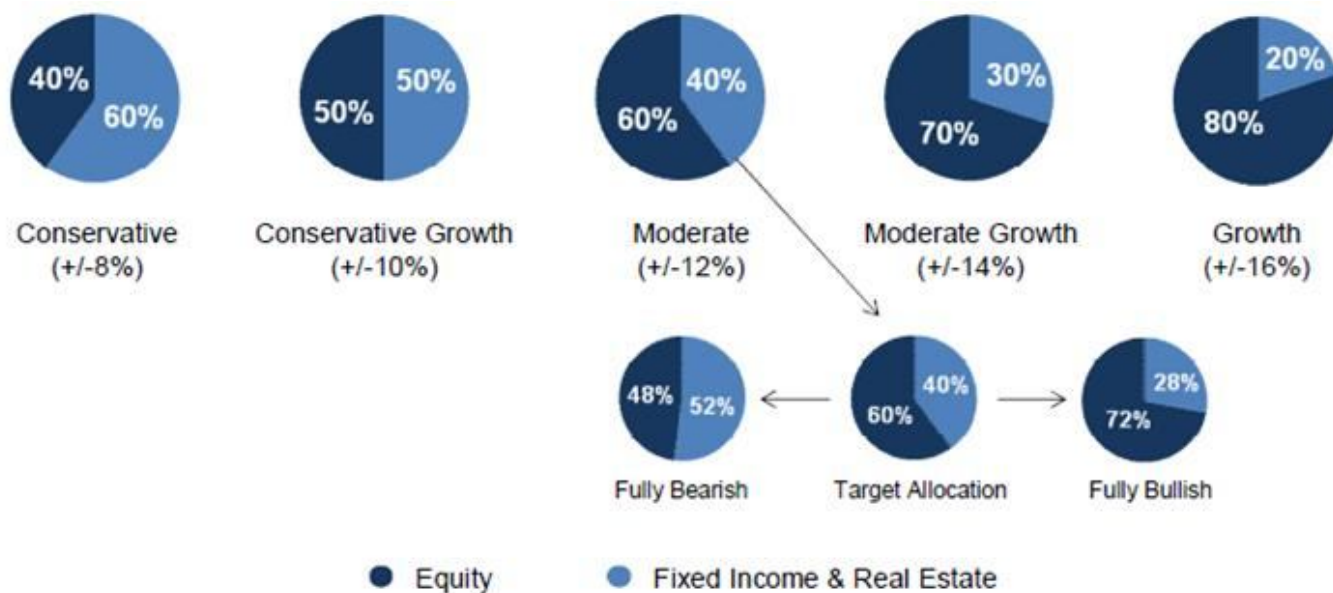 40%
60%
50%
50%
40%
60%
30%
70%
20%
80%
Conservative
(+/-8%)
Conservative Growth
(+/-10%)
Moderate
(+/-12%)
Moderate Growth
(+/-14%)
Growth
(+/-16%)
48%
52%
40%
60%
28%
72%
Fully Bearish
Target Allocation
Fully Bullish
Equity
Fixed Income & Real Estate